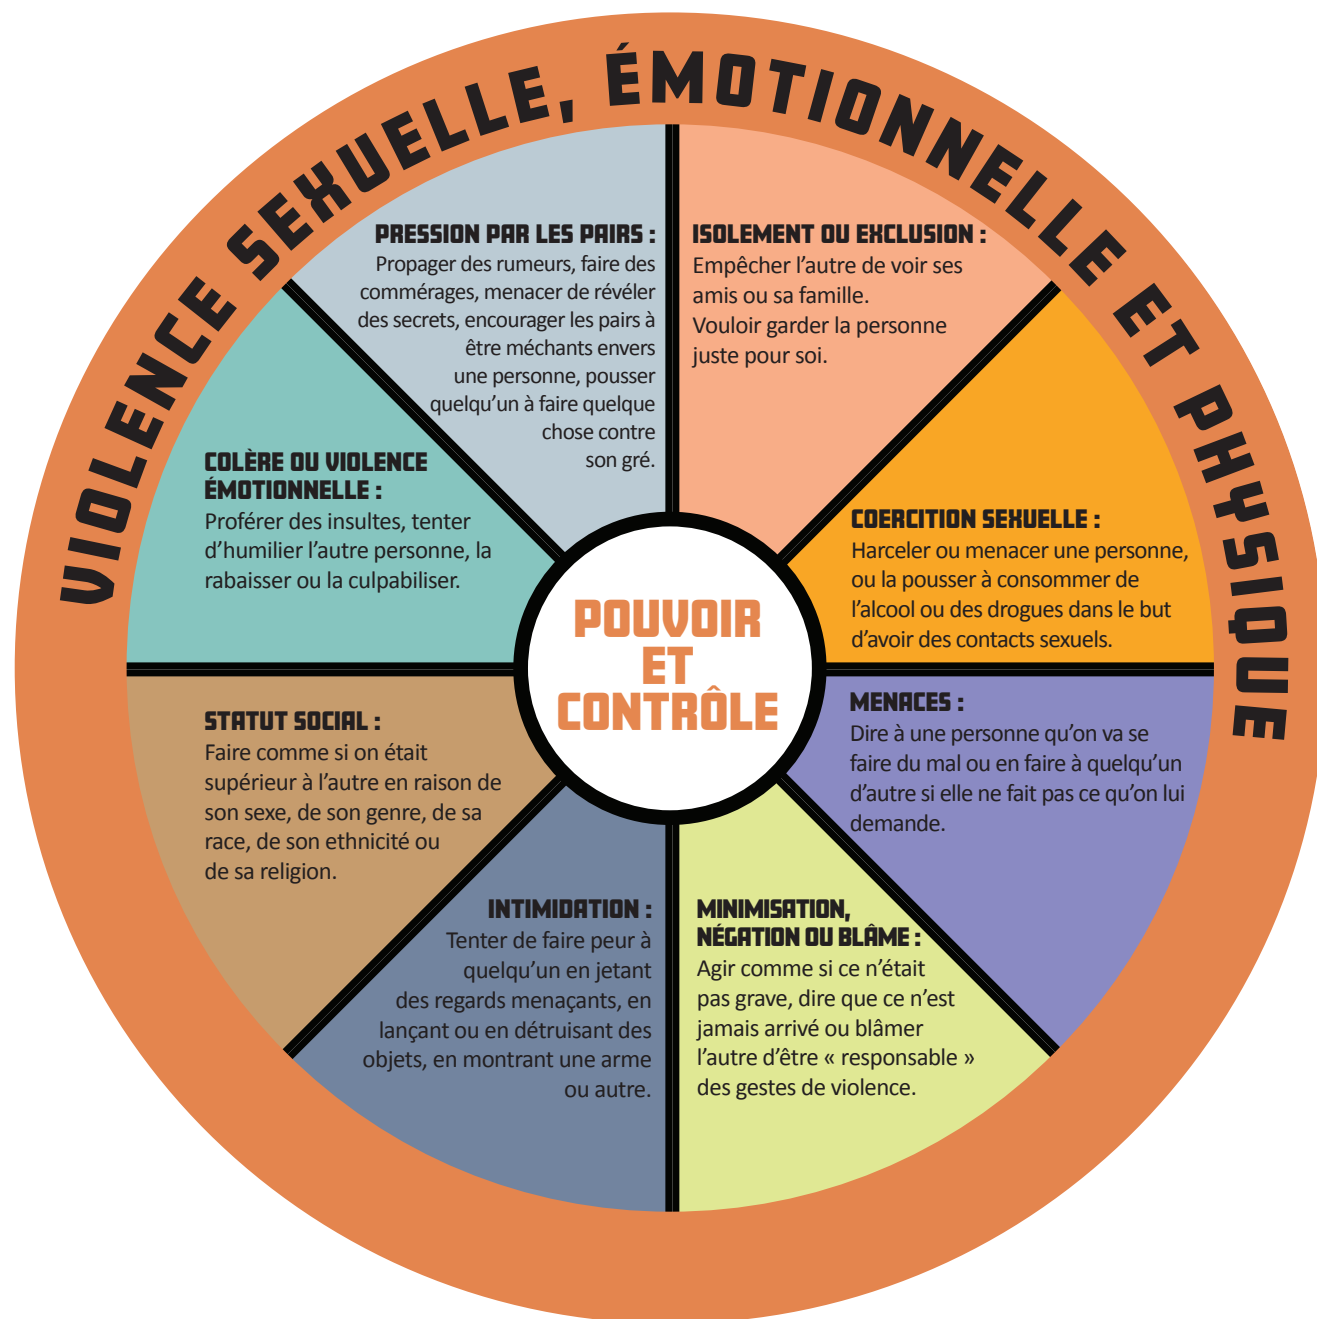 VIOLENCE SEXUELLE, ÉMOTIONNELLE ET PHYSIQUE
PRESSION PAR LES PAIRS :
Propager des rumeurs, faire des
commérages, menacer de révéler
des secrets, encourager les pairs à
être méchants envers
une personne, pousser
quelqu’un à faire quelque
chose contre
son gré.
ISOLEMENT OU EXCLUSION :
Empêcher l’autre de voir ses
amis ou sa famille.
Vouloir garder la personne
juste pour soi.
COLÈRE OU VIOLENCE
ÉMOTIONNELLE :
Proférer des insultes, tenter
d’humilier l’autre personne, la
rabaisser ou la culpabiliser.
COERCITION SEXUELLE :
Harceler ou menacer une personne,
ou la pousser à consommer de
l’alcool ou des drogues dans le but
d’avoir des contacts sexuels.
POUVOIR
ET
CONTRÔLE
STATUT SOCIAL :
Faire comme si on était
supérieur à l’autre en raison de
son sexe, de son genre, de sa
race, de son ethnicité ou
de sa religion.
MENACES :
Dire à une personne qu’on va se
faire du mal ou en faire à quelqu’un
d’autre si elle ne fait pas ce qu’on lui
demande.
INTIMIDATION :
Tenter de faire peur à
quelqu’un en jetant
des regards menaçants, en
lançant ou en détruisant des
objets, en montrant une arme
ou autre.
MINIMISATION,
NÉGATION OU BLÂME :
Agir comme si ce n’était
pas grave, dire que ce n’est
jamais arrivé ou blâmer
l’autre d’être « responsable »
des gestes de violence.